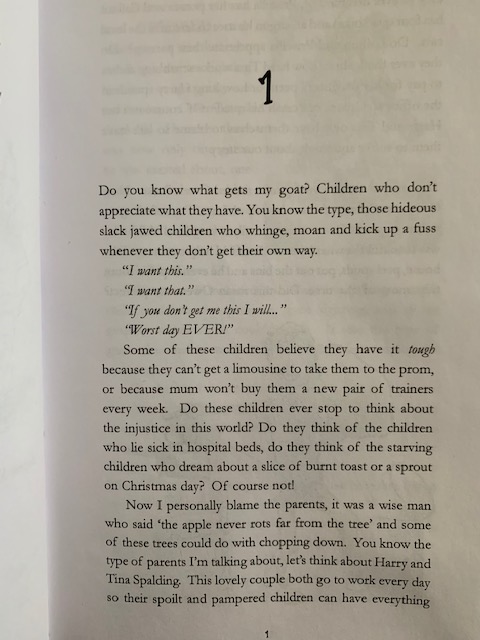 1
Do you know what gets my goat? Children who don't
appreciate what they have. You know the type, those hideous
slack jawed children who whinge, moan and kick up a fuss
whenever they don't get their own way.
"I want this."
"I want that."
"If you don't get me this I will..."
"Worst day EVER!"
Some of these children believe they have it tough
because they can't get a limousine to take them to the prom,
or because mum won't buy them a new pair of trainers
every week. Do these children ever stop to think about
the injustice in this world? Do they think of the children
who lie sick in hospital beds, do they think of the starving
children who dream about a slice of burnt toast or a sprout
on Christmas day? Of course not!
Now I personally blame the parents, it was a wise man
who said 'the apple never rots far from the tree' and some
of these trees could do with chopping down. You know the
type of parents I'm talking about, let's think about Harry and
Tina Spalding. This lovely couple both go to work every day
so their spoilt and pampered children can have everything
1